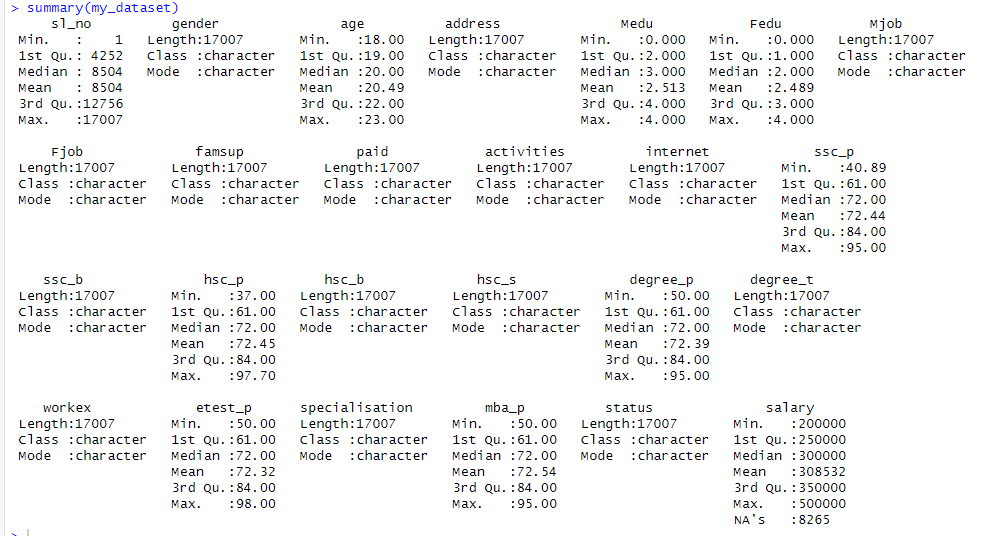 > summary(my_dataset)
     sl_no          gender               age          address               Medu            Fedu           Mjob
 Min.   :    1   Length:17007       Min.   :18.00   Length:17007       Min.   :0.000   Min.   :0.000   Length:17007
 1st Qu.: 4252   Class :character   1st Qu.:19.00   Class :character   1st Qu.:2.000   1st Qu.:1.000   Class :character
 Median : 8504   Mode  :character   Median :20.00   Mode  :character   Median :3.000   Median :2.000   Mode  :character
 Mean   : 8504                      Mean   :20.49                      Mean   :2.513   Mean   :2.489
 3rd Qu.:12756                      3rd Qu.:22.00                      3rd Qu.:4.000   3rd Qu.:3.000
 Max.   :17007                      Max.   :23.00                      Max.   :4.000   Max.   :4.000
     Fjob              famsup              paid            activities          internet             ssc_p
 Length:17007       Length:17007       Length:17007       Length:17007       Length:17007       Min.   :40.89
 Class :character   Class :character   Class :character   Class :character   Class :character   1st Qu.:61.00
 Mode  :character   Mode  :character   Mode  :character   Mode  :character   Mode  :character   Median :72.00
                                                                                                Mean   :72.44
                                                                                                3rd Qu.:84.00
                                                                                                Max.   :95.00
    ssc_b               hsc_p          hsc_b              hsc_s              degree_p       degree_t
 Length:17007       Min.   :37.00   Length:17007       Length:17007       Min.   :50.00   Length:17007
 Class :character   1st Qu.:61.00   Class :character   Class :character   1st Qu.:61.00   Class :character
 Mode  :character   Median :72.00   Mode  :character   Mode  :character   Median :72.00   Mode  :character
                    Mean   :72.45                                         Mean   :72.39
                    3rd Qu.:84.00                                         3rd Qu.:84.00
                    Max.   :97.70                                         Max.   :95.00
    workex             etest_p      specialisation         mba_p          status              salary
 Length:17007       Min.   :50.00   Length:17007       Min.   :50.00   Length:17007       Min.   :200000
 Class :character   1st Qu.:61.00   Class :character   1st Qu.:61.00   Class :character   1st Qu.:250000
 Mode  :character   Median :72.00   Mode  :character   Median :72.00   Mode  :character   Median :300000
                    Mean   :72.32                      Mean   :72.54                      Mean   :308532
                    3rd Qu.:84.00                      3rd Qu.:84.00                      3rd Qu.:350000
                    Max.   :98.00                      Max.   :95.00                      Max.   :500000
                                                                                          NA's   :8265
>